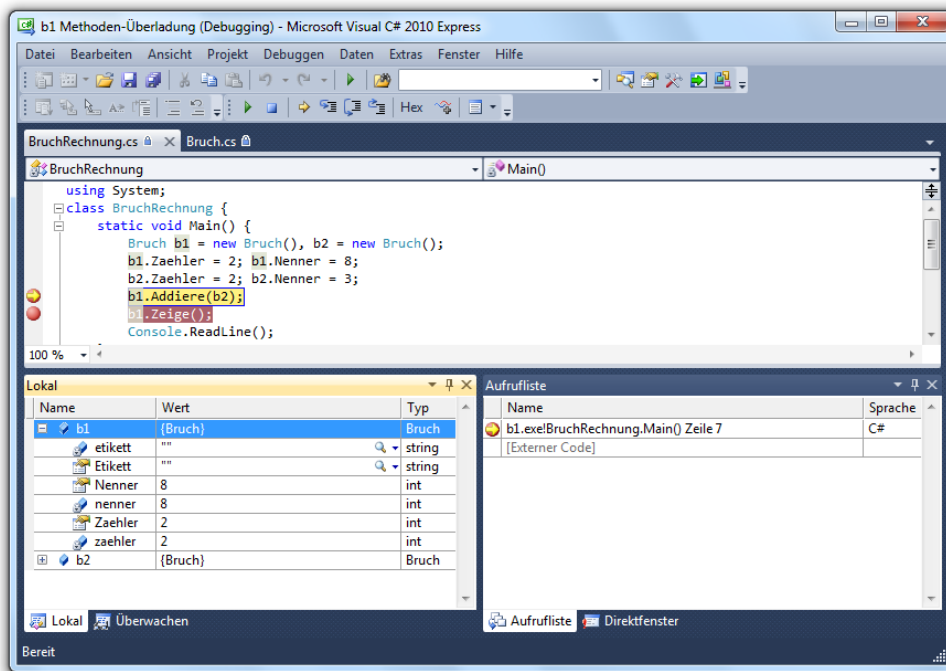 b1 Methoden-Überladung (Debugging) - Microsoft Visual C# 2010 Express
Datei Bearbeiten Ansicht Projekt Debuggen Daten Extras Fenster Hilfe
Hex
BruchRechnung.cs Bruch.cs
BruchRechnung Main()
using System;
class BruchRechnung {
static void Main() {
Bruch b1 = new Bruch(), b2 = new Bruch();
b1.Zaehler = 2; b1.Nenner = 8;
b2.Zaehler = 2; b2.Nenner = 3;
b1.Addiere(b2);
b1.Zeige();
Console.ReadLine();
100 %
Lokal
Name Wert Typ
b1 {Bruch} Bruch
etikett "" string
Etikett "" string
Nenner 8 int
nenner 8 int
Zaehler 2 int
zaehler 2 int
b2 {Bruch} Bruch
Lokal Überwachen
Aufrufliste
Name Sprache
b1.exe!BruchRechnung.Main() Zeile 7 C#
[Externer Code]
Aufrufliste Direktfenster
Bereit